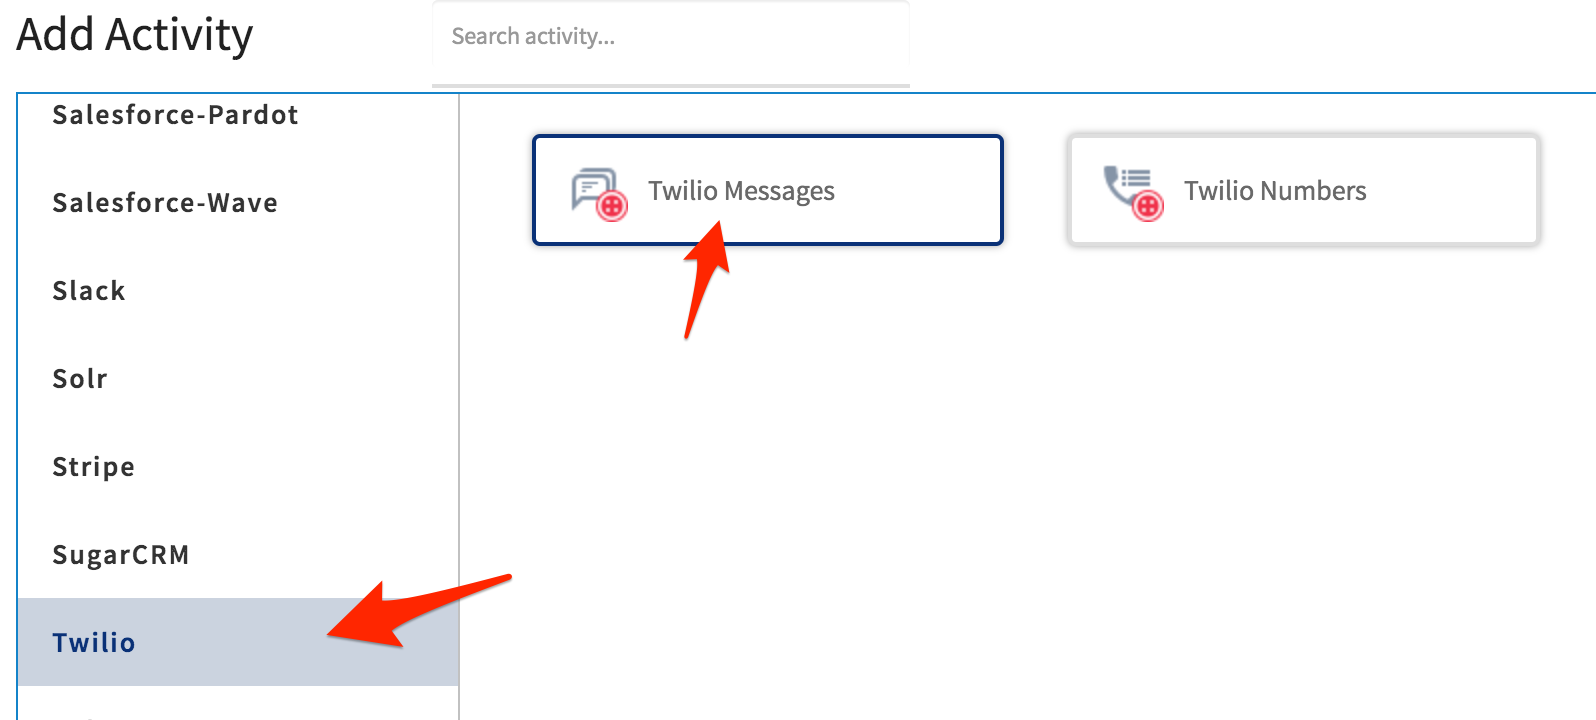 Add Activity
Search activity...
Salesforce-Pardot
Salesforce-Wave
Slack
Solr
Stripe
SugarCRM
Twilio
Twilio Messages
Twilio Numbers